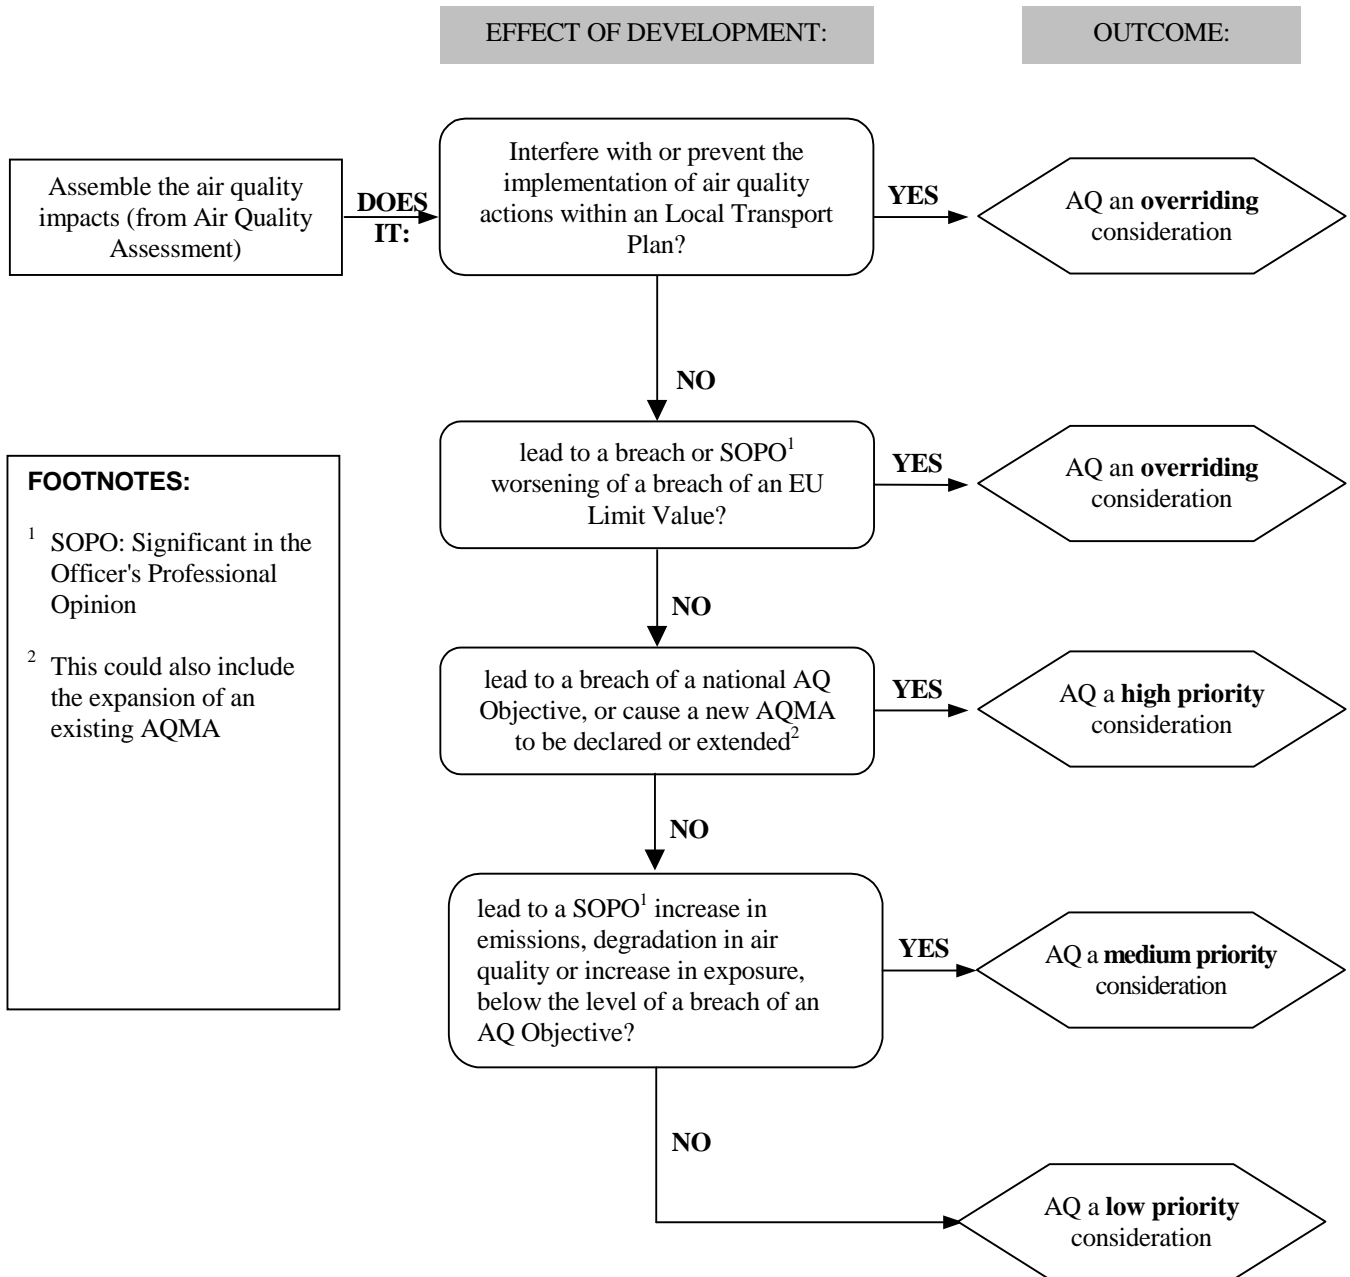 EFFECT OF DEVELOPMENT:
OUTCOME:
Assemble the air quality
impacts (from Air Quality
Assessment)
DOES
IT:
Interfere with or prevent the
implementation of air quality
actions within an Local Transport
Plan?
YES
AQ an overriding
consideration
NO
lead to a breach or SOPO¹
worsening of a breach of an EU
Limit Value?
YES
AQ an overriding
consideration
NO
lead to a breach of a national AQ
Objective, or cause a new AQMA
to be declared or extended²
YES
AQ a high priority
consideration
NO
lead to a SOPO¹ increase in
emissions, degradation in air
quality or increase in exposure,
below the level of a breach of an
AQ Objective?
YES
AQ a medium priority
consideration
NO
AQ a low priority
consideration
FOOTNOTES:
¹ SOPO: Significant in the
Officer's Professional
Opinion
² This could also include
the expansion of an
existing AQMA